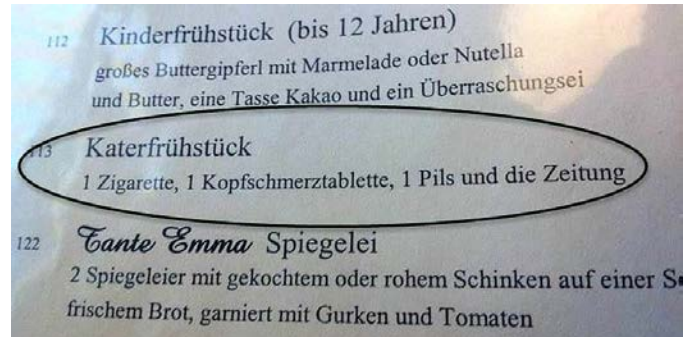 112 Kinderfrühstück (bis 12 Jahren)
großes Buttergipferl mit Marmelade oder Nutella
und Butter, eine Tasse Kakao und ein Überraschungsei
113 Katerfrühstück
1 Zigarette, 1 Kopfschmerztablette, 1 Pils und die Zeitung
122 Tante Emma Spiegelei
2 Spiegeleier mit gekochtem oder rohem Schinken auf einer
frischem Brot, garniert mit Gurken und Tomaten